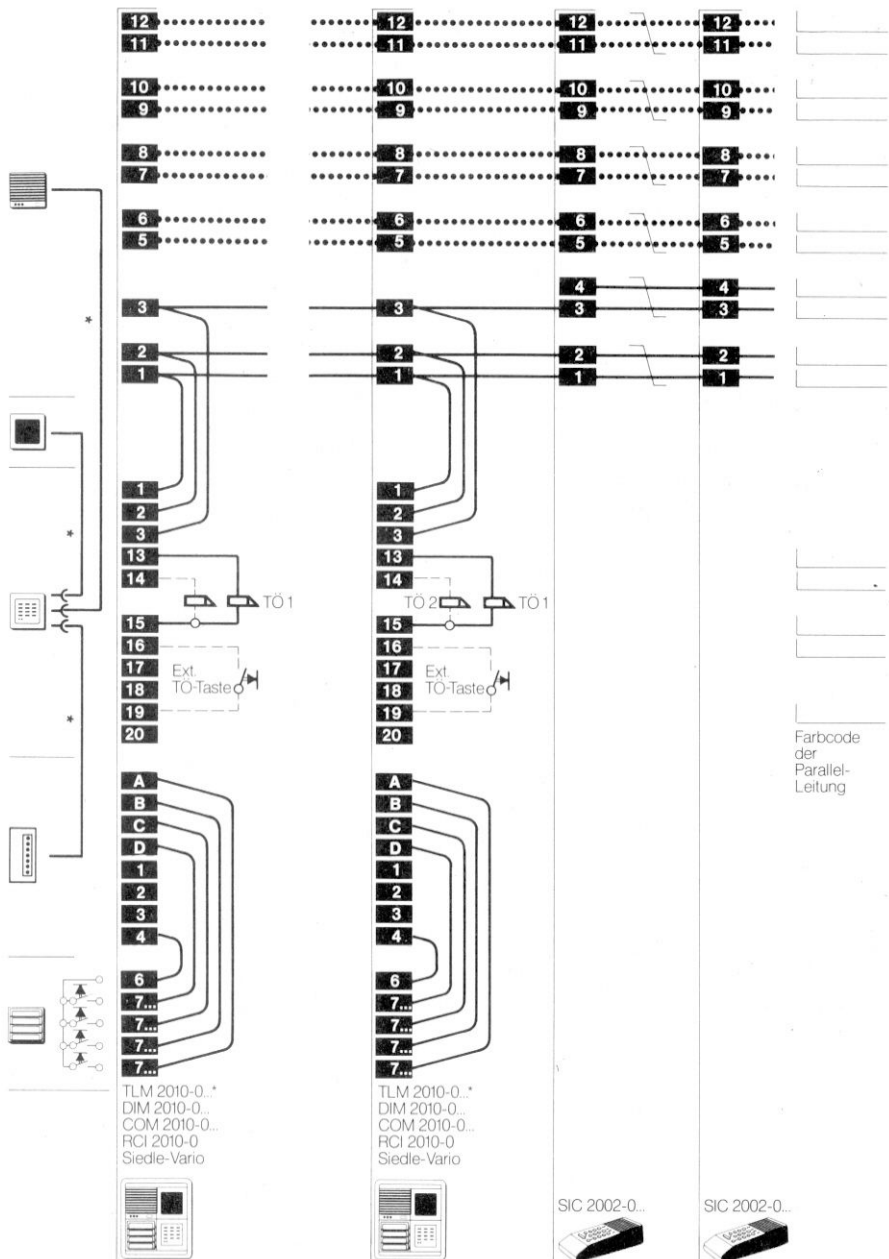 12 12 12 12
11 11 11 11
10 10 10 10
9 9 9 9
8 8 8 8
7 7 7 7
6 6 6 6
5 5 5 5
4 4
3 3 3 3
2 2 2 2
1 1 1 1
*
1 1
2 2
3 3
*
13 13
14 14
TÖ 1 TÖ 2 TÖ 1
15 15
16 16
17 Ext. 17 Ext.
18 TÖ-Taste 18 TÖ-Taste
19 19
*
20 20
Farbcode
der
Parallel-
Leitung
A A
B B
C C
D D
1 1
2 2
3 3
4 4
6 6
7... 7...
7... 7...
7... 7...
7... 7...
TLM 2010-0...* TLM 2010-0...*
DIM 2010-0... DIM 2010-0...
COM 2010-0... COM 2010-0...
RCI 2010-0 RCI 2010-0
Siedle-Vario Siedle-Vario
SIC 2002-0... SIC 2002-0...